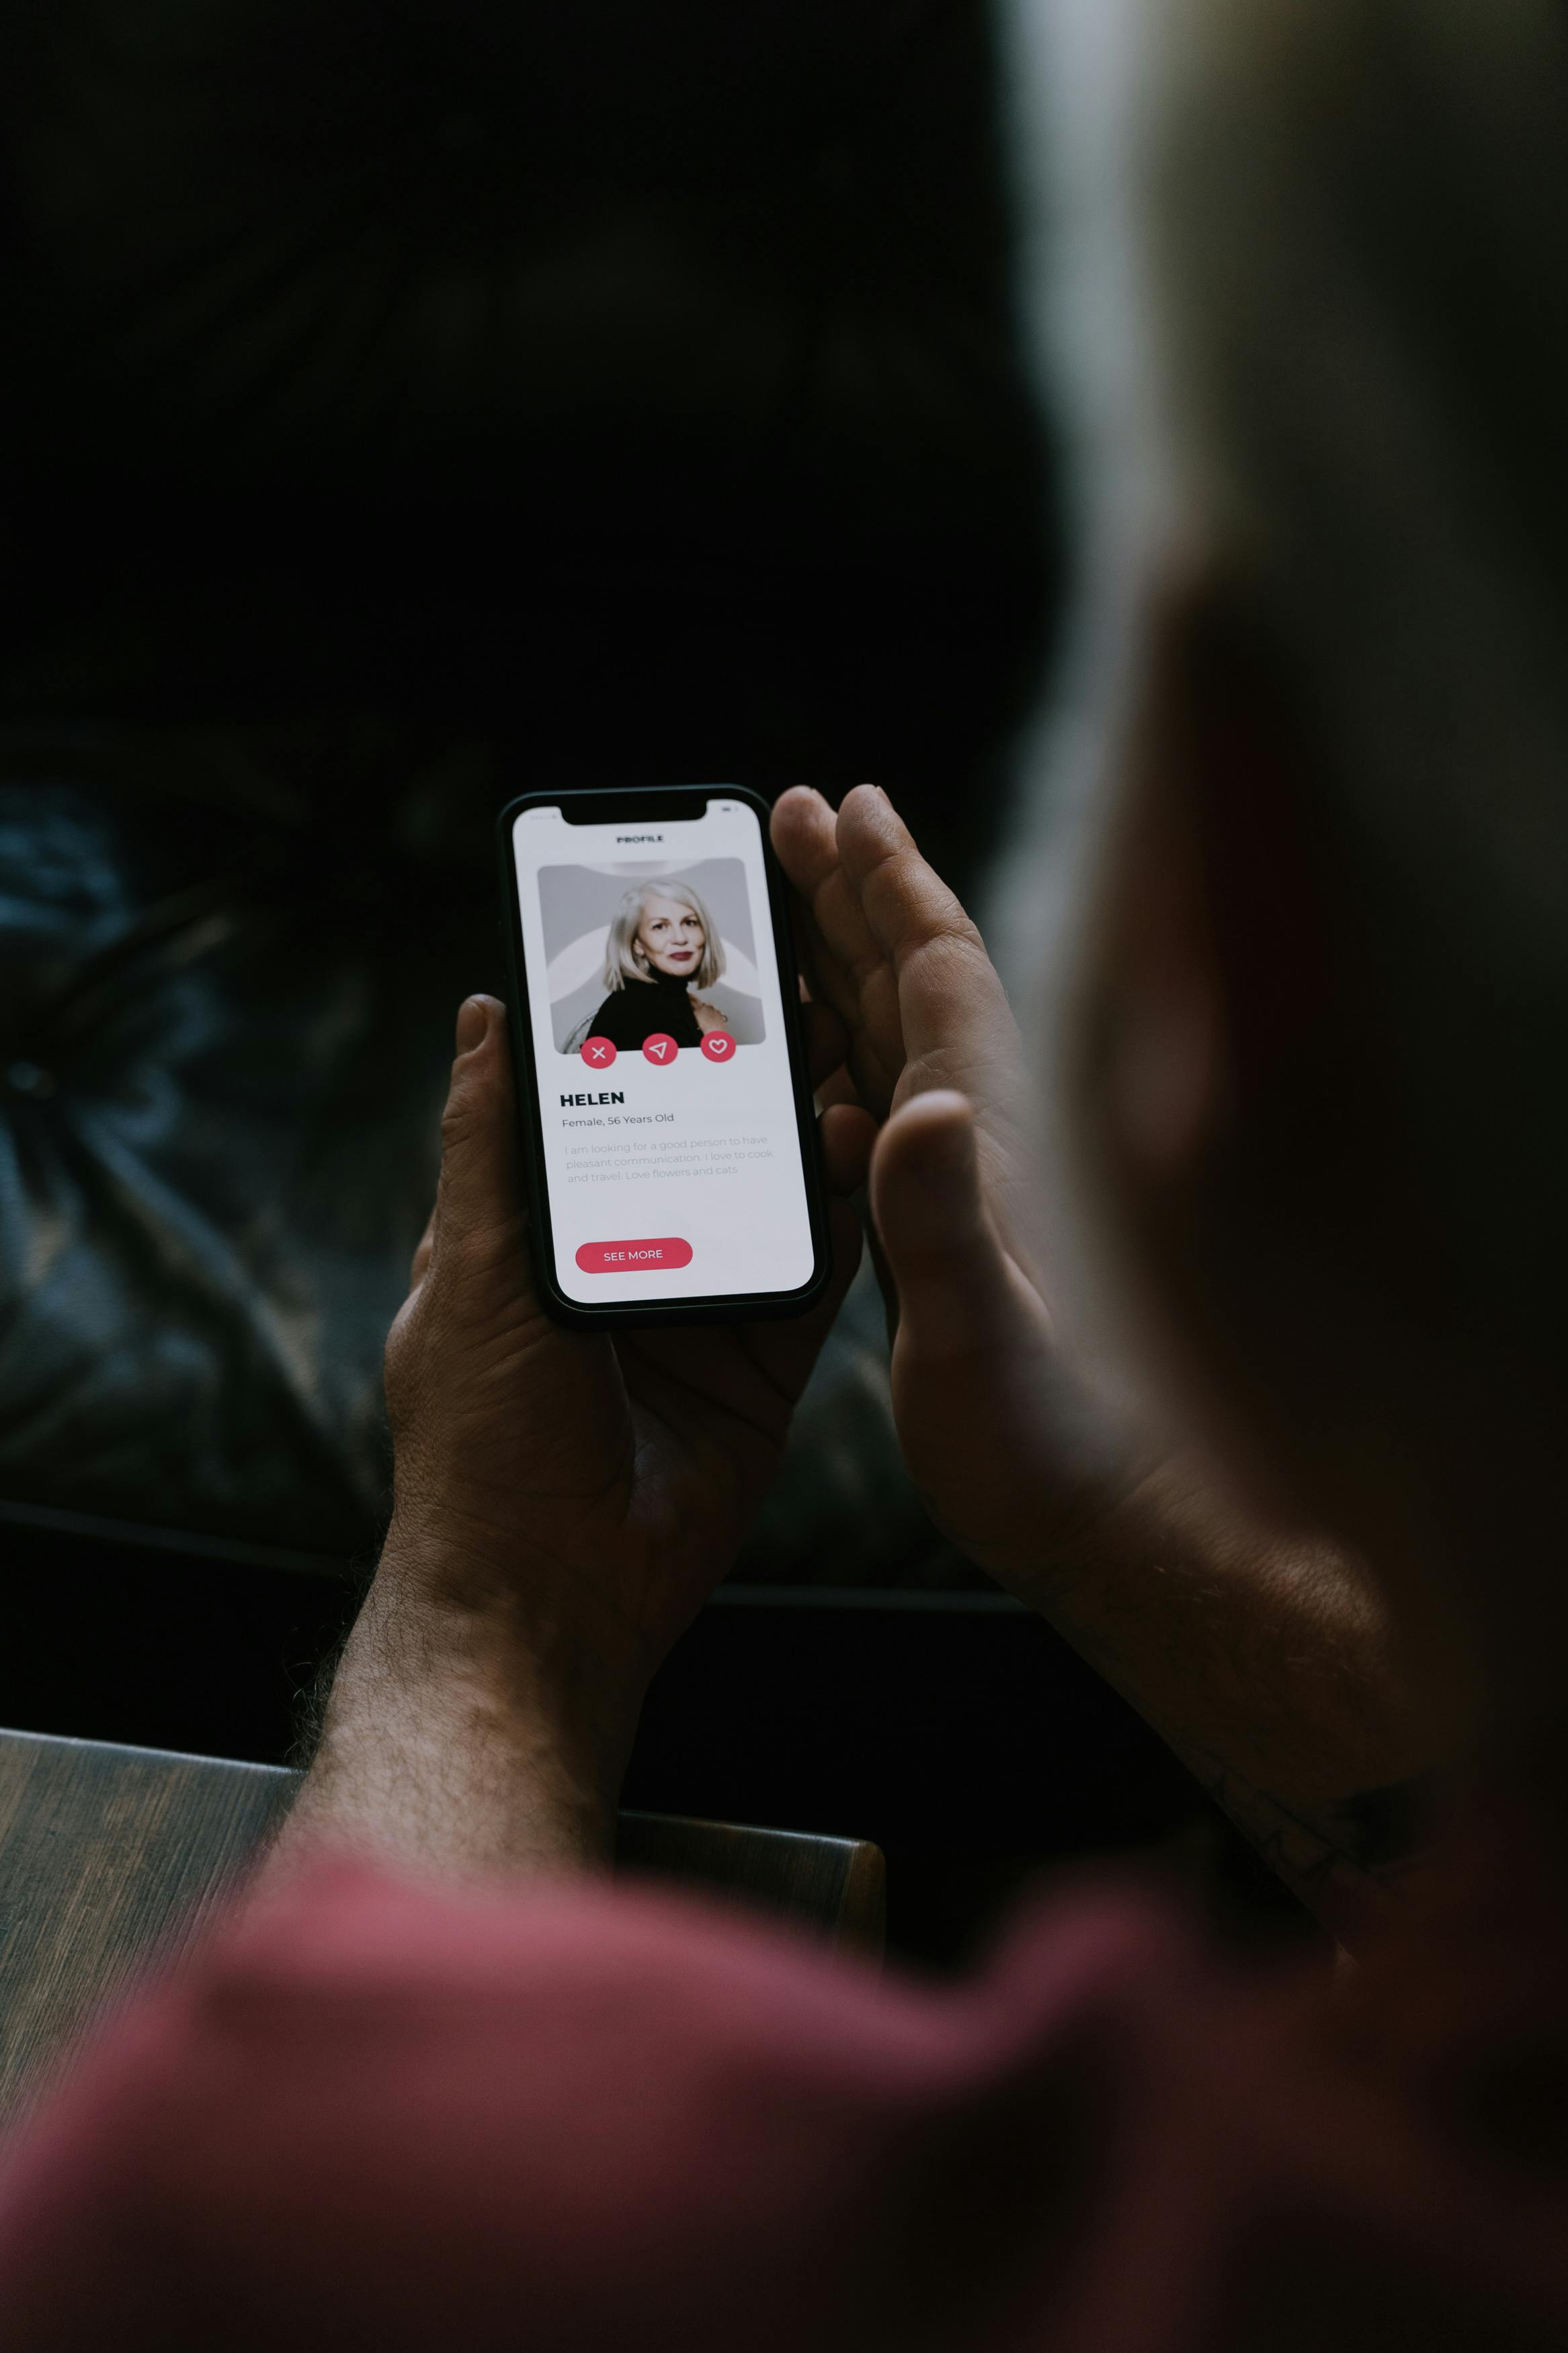 PROFILE
HELEN
Female, 56 Years Old
I am looking for a good person to have
pleasant communication. I love to cook
and travel. Love flowers and cats
SEE MORE